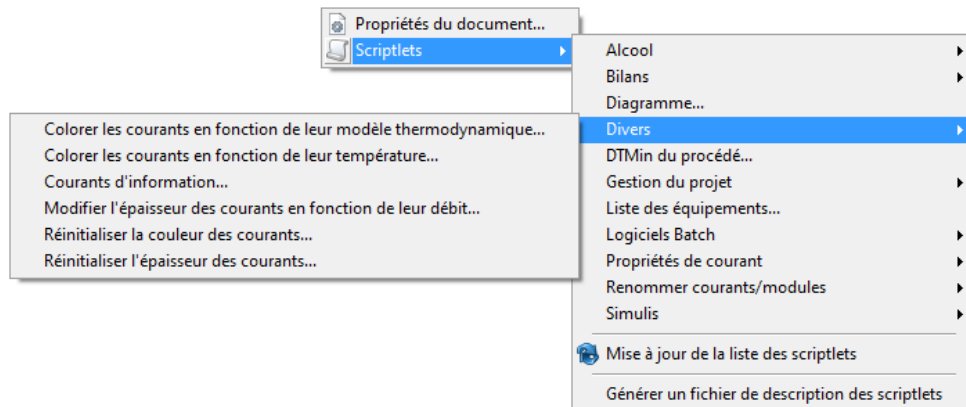 Propriétés du document...
Scriptlets
Alcool
Bilans
Diagramme...
Divers
DTMin du procédé...
Gestion du projet
Liste des équipements...
Logiciels Batch
Propriétés de courant
Renommer courants/modules
Simulis
Mise à jour de la liste des scriptlets
Générer un fichier de description des scriptlets
Colorer les courants en fonction de leur modèle thermodynamique...
Colorer les courants en fonction de leur température...
Courants d'information...
Modifier l'épaisseur des courants en fonction de leur débit...
Réinitialiser la couleur des courants...
Réinitialiser l'épaisseur des courants...